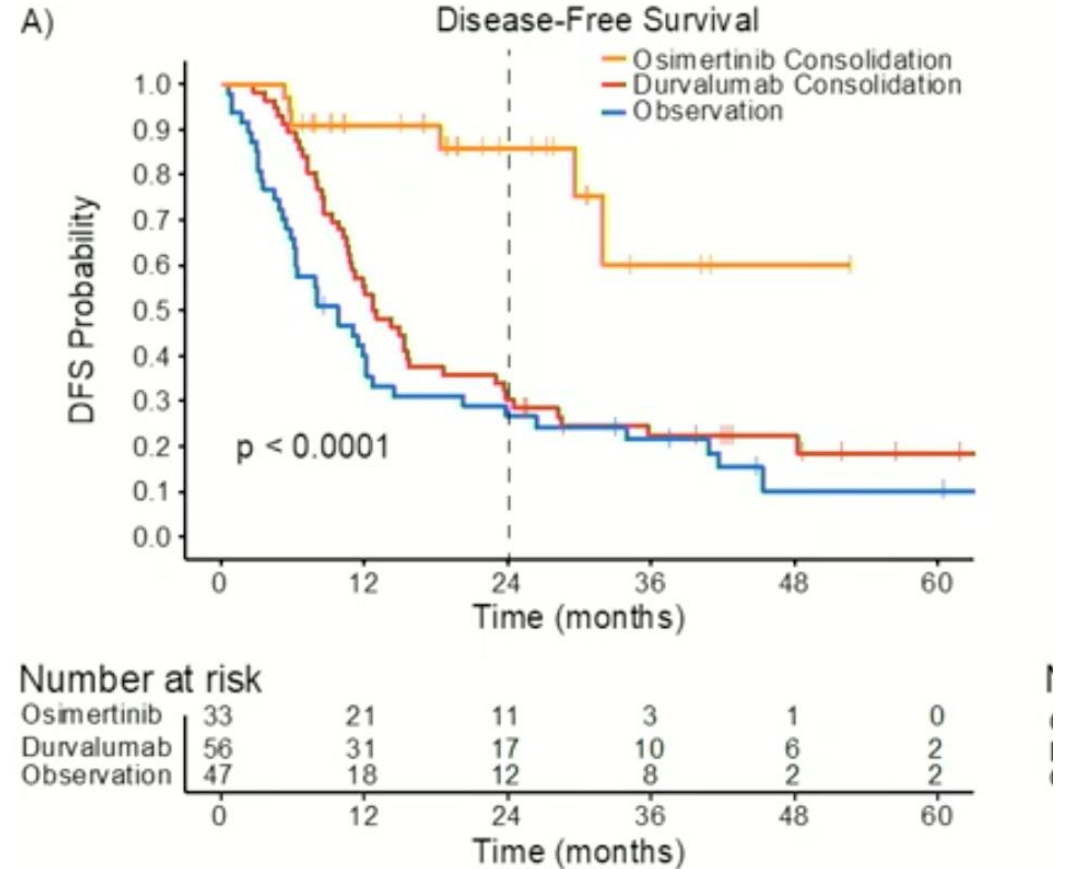 A)
Disease-Free Survival
Osimertinib Consolidation
Durvalumab Consolidation
Observation
DFS Probability
1.0
0.9
0.8
0.7
0.6
0.5
0.4
0.3
0.2
0.1
0.0
p < 0.0001
0 12 24 36 48 60
Time (months)
Number at risk
Osimertinib 33 21 11 3 1 0
Durvalumab 56 31 17 10 6 2
Observation 47 18 12 8 2 2
0 12 24 36 48 60
Time (months)